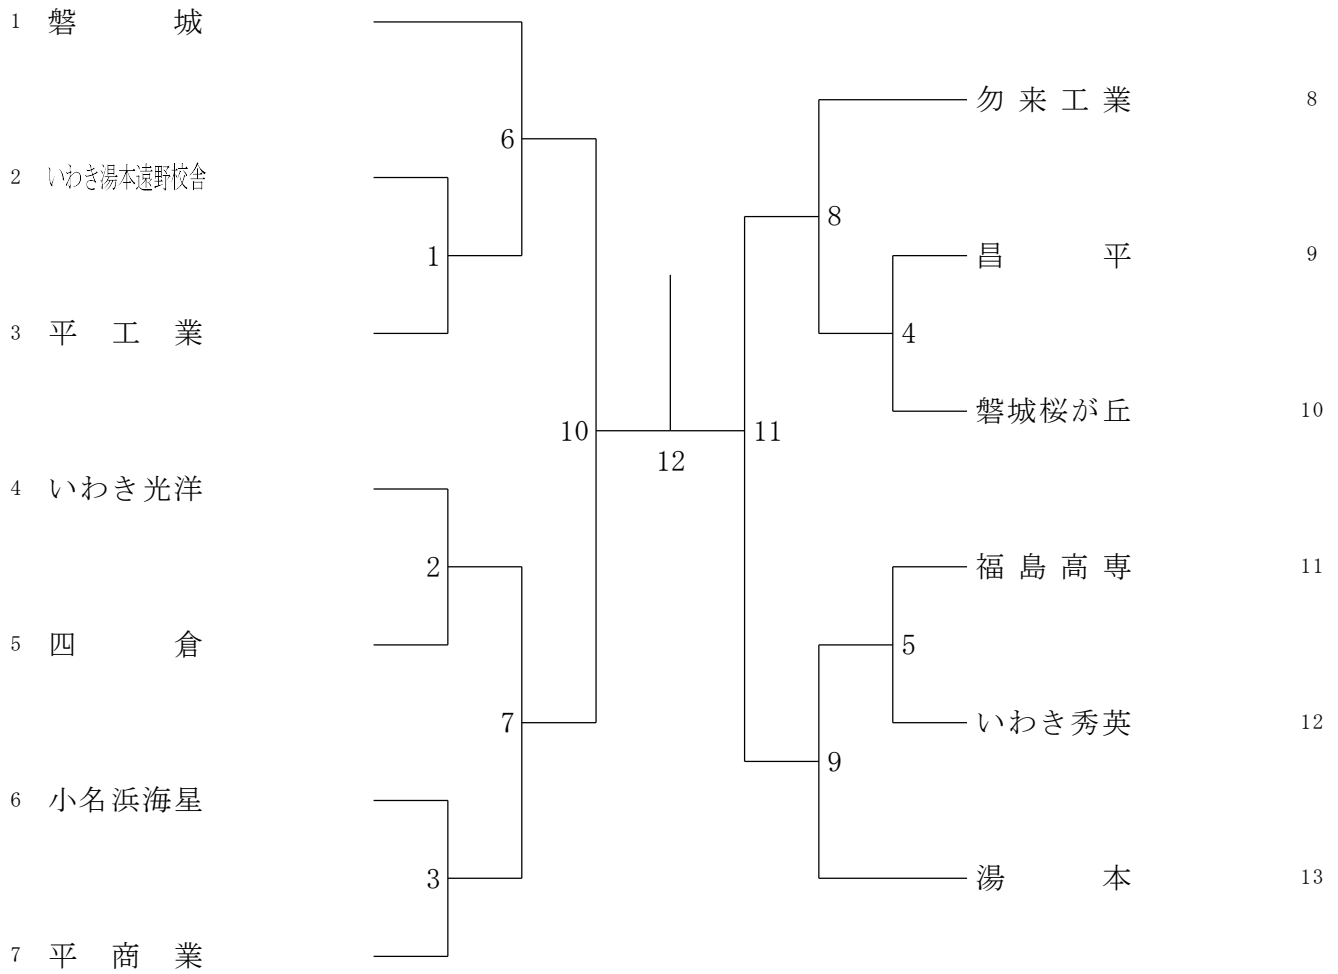 1 磐城
勿来工業 8
6
2 いわき湯本遠野校舎
8
1
昌平 9
3 平工業
4
磐城桜が丘 10
10
11
12
4 いわき光洋
2
福島高専 11
5 四倉
5
7
いわき秀英 12
9
6 小名浜海星
3
湯本 13
7 平商業